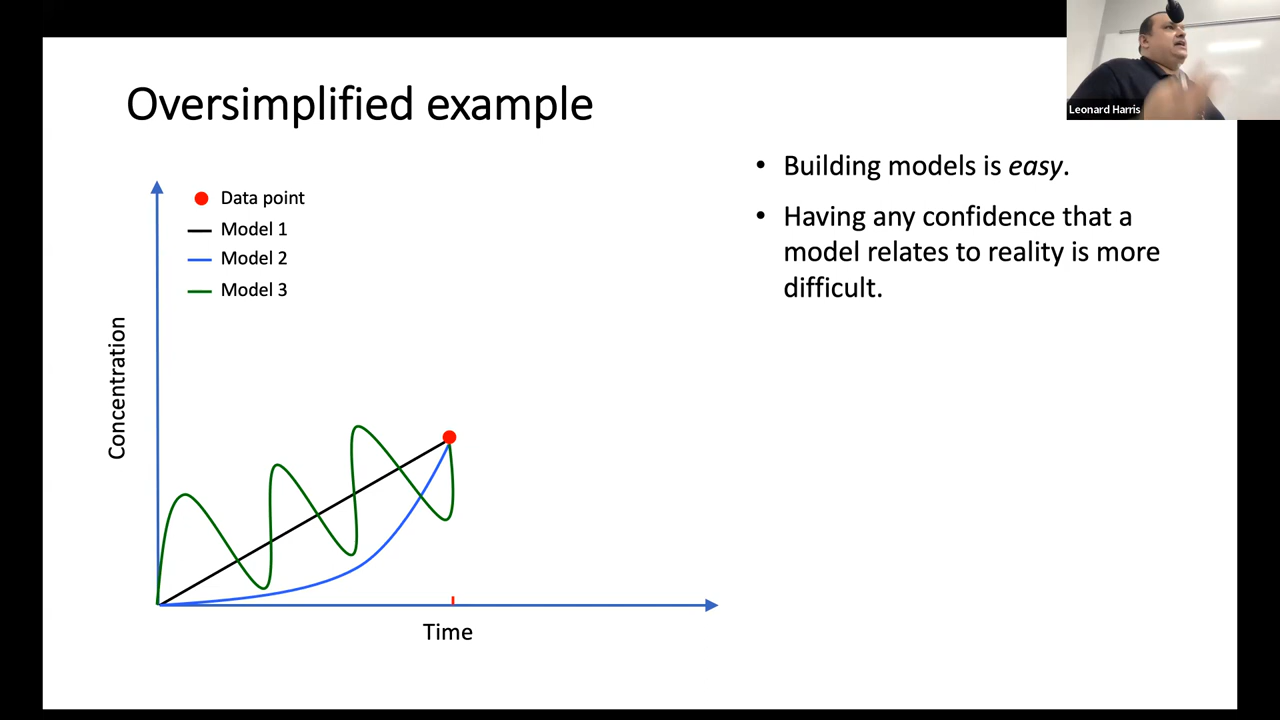 Oversimplified example
Leonard Harris
Data point
Model 1
Model 2
Model 3
Concentration
Time
• Building models is easy.
• Having any confidence that a
model relates to reality is more
difficult.